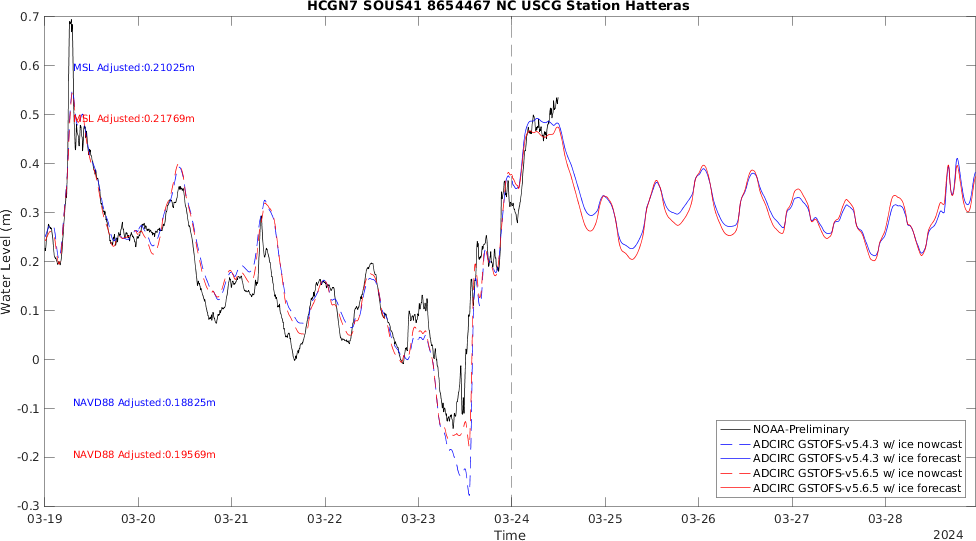 HCGN7 SOUS41 8654467 NC USCG Station Hatteras
0.7
0.6
0.5
0.4
0.3
0.2
0.1
0
-0.1
-0.2
-0.3
Water Level (m)
MSL Adjusted:0.21025m
MSL Adjusted:0.21769m
NAVD88 Adjusted:0.18825m
NAVD88 Adjusted:0.19569m
NOAA-Preliminary
ADCIRC GSTOFS-v5.4.3 w/ ice nowcast
ADCIRC GSTOFS-v5.4.3 w/ ice forecast
ADCIRC GSTOFS-v5.6.5 w/ ice nowcast
ADCIRC GSTOFS-v5.6.5 w/ ice forecast
03-19 03-20 03-21 03-22 03-23 03-24 03-25 03-26 03-27 03-28
Time
2024